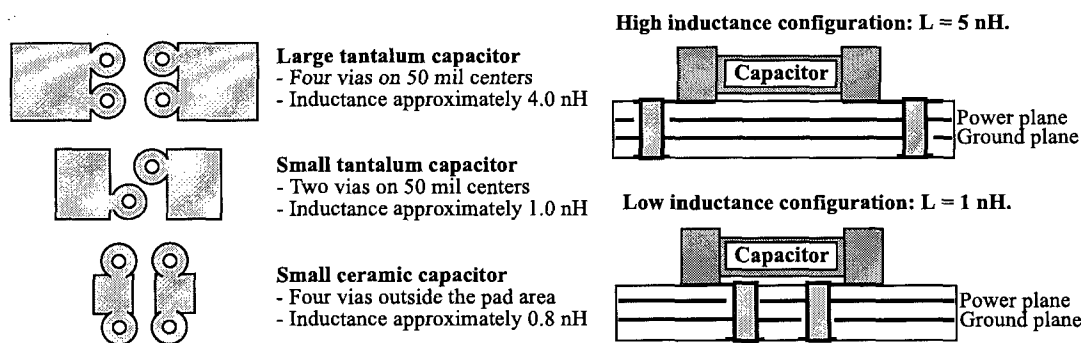 Large tantalum capacitor
- Four vias on 50 mil centers
- Inductance approximately 4.0 nH
Small tantalum capacitor
- Two vias on 50 mil centers
- Inductance approximately 1.0 nH
Small ceramic capacitor
- Four vias outside the pad area
- Inductance approximately 0.8 nH
High inductance configuration: L = 5 nH.
Capacitor
Power plane
Ground plane
Low inductance configuration: L = 1 nH.
Capacitor
Power plane
Ground plane